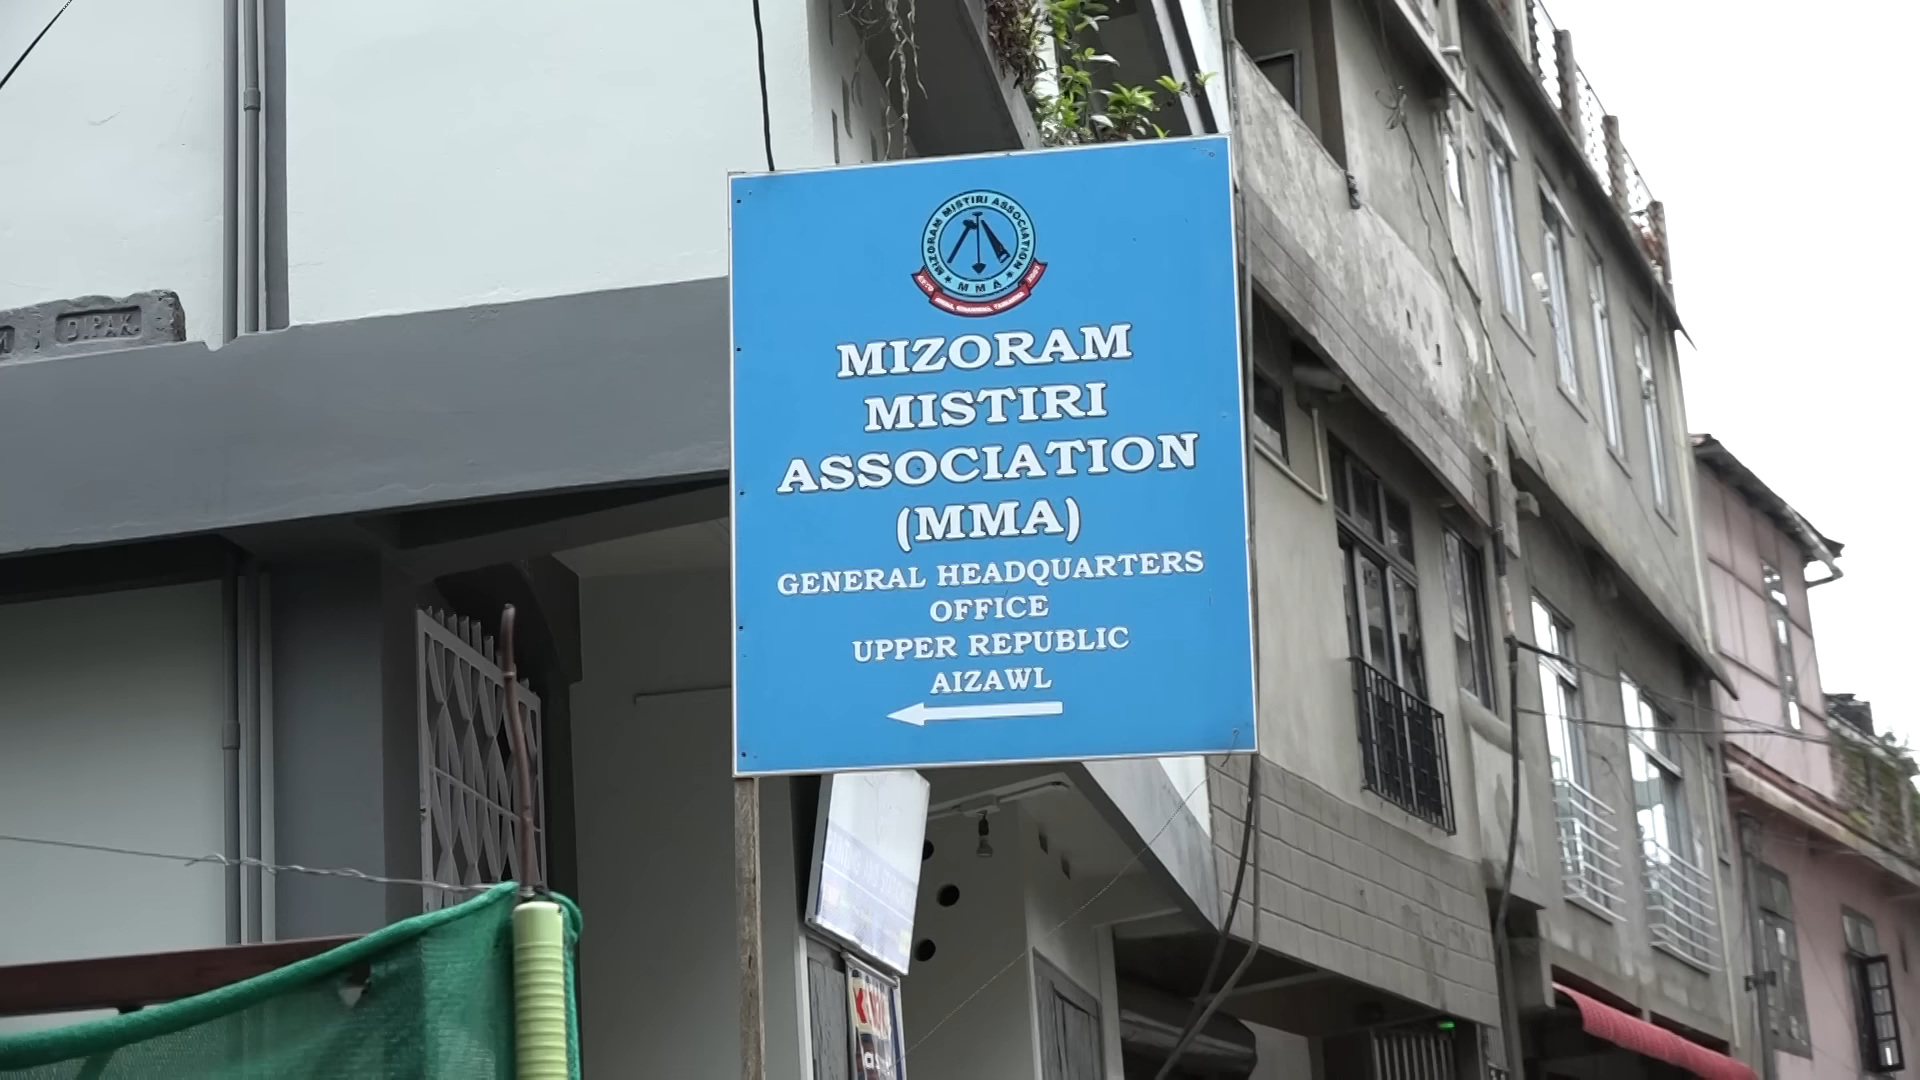 MIZORAM MISTIRI ASSOCIATION
M M A
MIZORAM
MISTIRI
ASSOCIATION
(MMA)
GENERAL HEADQUARTERS
OFFICE
UPPER REPUBLIC
AIZAWL